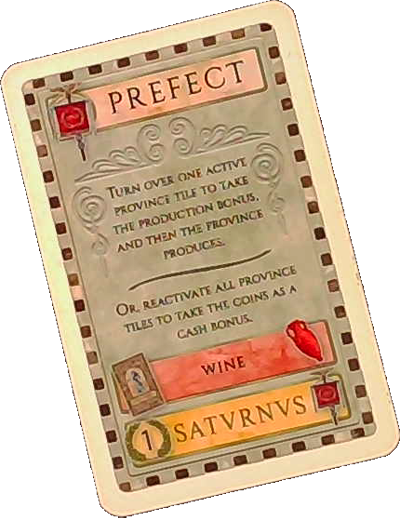 PREFECT
TURN OVER ONE ACTIVE
PROVINCE TILE TO TAKE
THE PRODUCTION BONUS,
AND THEN THE PROVINCE
PRODUCES.
OR, REACTIVATE ALL PROVINCE
TILES TO TAKE THE COINS AS A
CASH BONUS.
WINE
1 SATVRNVS